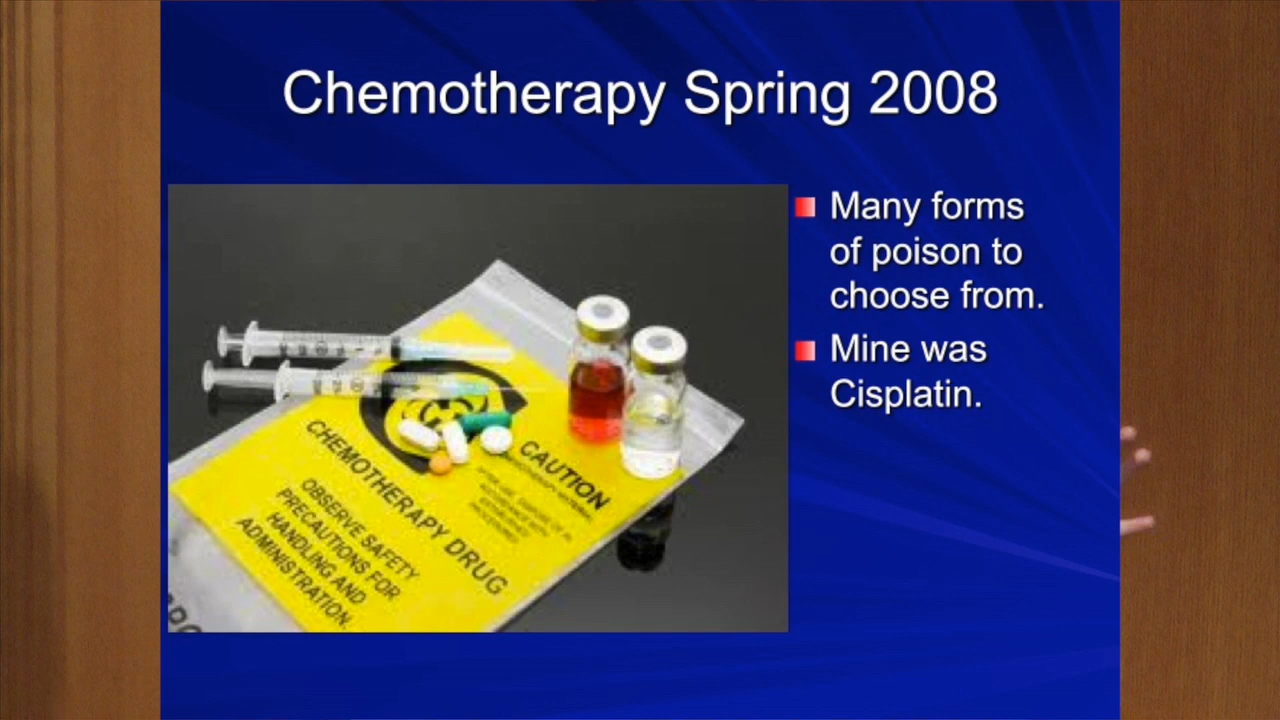 Chemotherapy Spring 2008
Many forms
of poison to
choose from.
Mine was
Cisplatin.
CHEMOTHERAPY DRUG
OBSERVE SAFETY
PRECAUTIONS FOR
HANDLING AND
ADMINISTRATION.
CAUTION